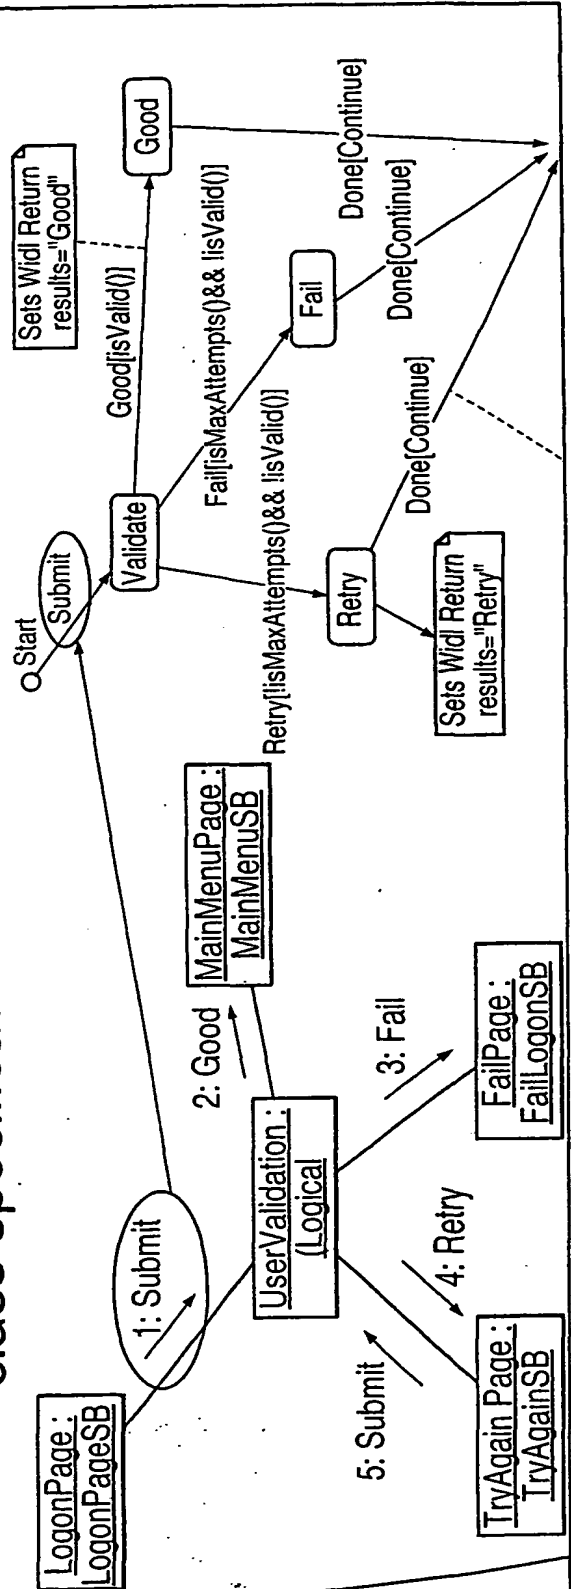 LogonPage :
LogonPageSB
1: Submit
UserValidation :
(Logical
2: Good
MainMenuPage :
MainMenuSB
3: Fail
FailPage :
FailLogonSB
4: Retry
5: Submit
TryAgain Page :
TryAgainSB
Start
Submit
Validate
Good[isValid()]
Sets Widl Return
results="Good"
Good
Fail[isMaxAttempts()&& !isValid()]
Fail
Retry[!isMaxAttempts()&& !isValid()]
Retry
Sets Widl Return
results="Retry"
Done[Continue]
Done[Continue]
Done[Continue]